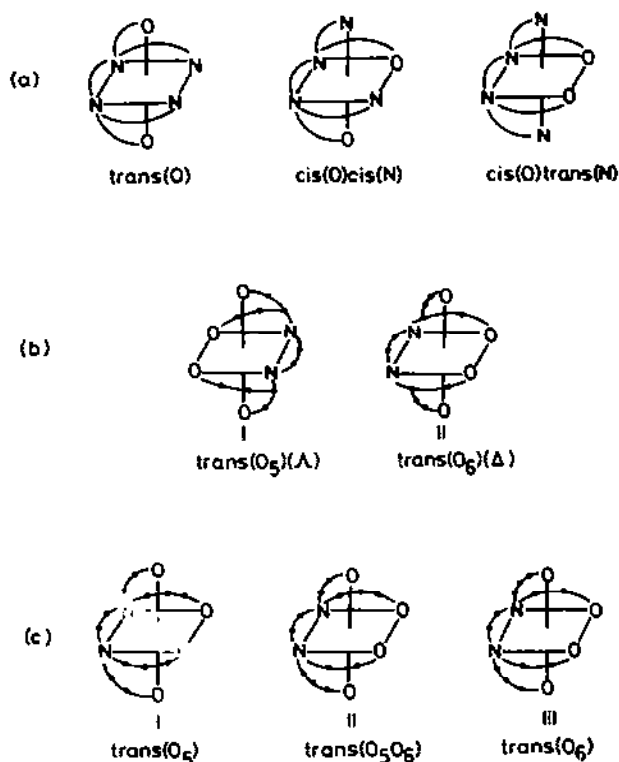 O N N
N N N O N O
(a)
N N N N N O
O O N
trans(O) cis(O)cis(N) cis(O)trans(N)
O O
O N N O
(b)
O N N O
O O
I II
trans(O₅)(Λ) trans(O₆)(Δ)
O O O
O N O N O
(c)
N N O N O
O O O
I II III
trans(O₅) trans(O₅O₆) trans(O₆)